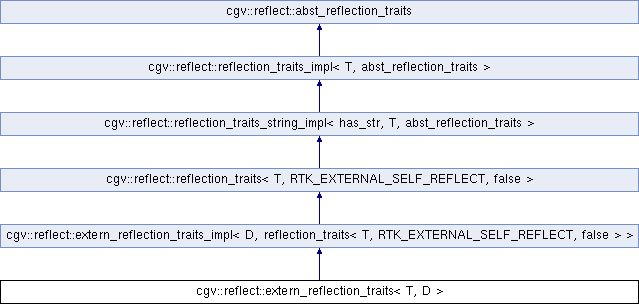 cgv::reflect::abst_reflection_traits
cgv::reflect::reflection_traits_impl< T, abst_reflection_traits >
cgv::reflect::reflection_traits_string_impl< has_str, T, abst_reflection_traits >
cgv::reflect::reflection_traits< T, RTK_EXTERNAL_SELF_REFLECT, false >
cgv::reflect::extern_reflection_traits_impl< D, reflection_traits< T, RTK_EXTERNAL_SELF_REFLECT, false > >
cgv::reflect::extern_reflection_traits< T, D >